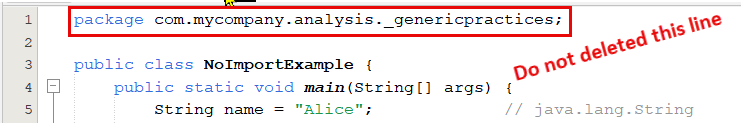 1 package com.mycompany.analysis._genericpractices;
2
3 public class NoImportExample {
Do not deleted this line
4 public static void main(String[] args) {
5 String name = "Alice"; // java.lang.String